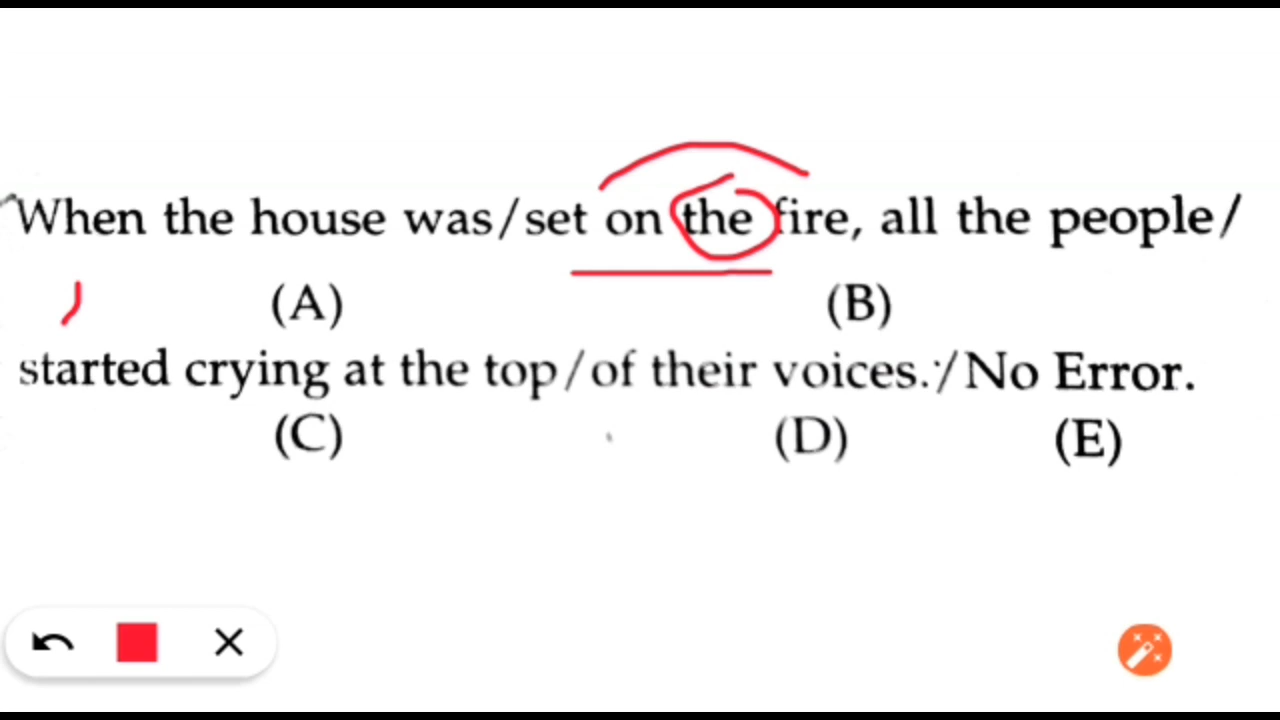 When the house was/set on the fire, all the people/
(A) (B)
started crying at the top/of their voices./No Error.
(C) (D) (E)